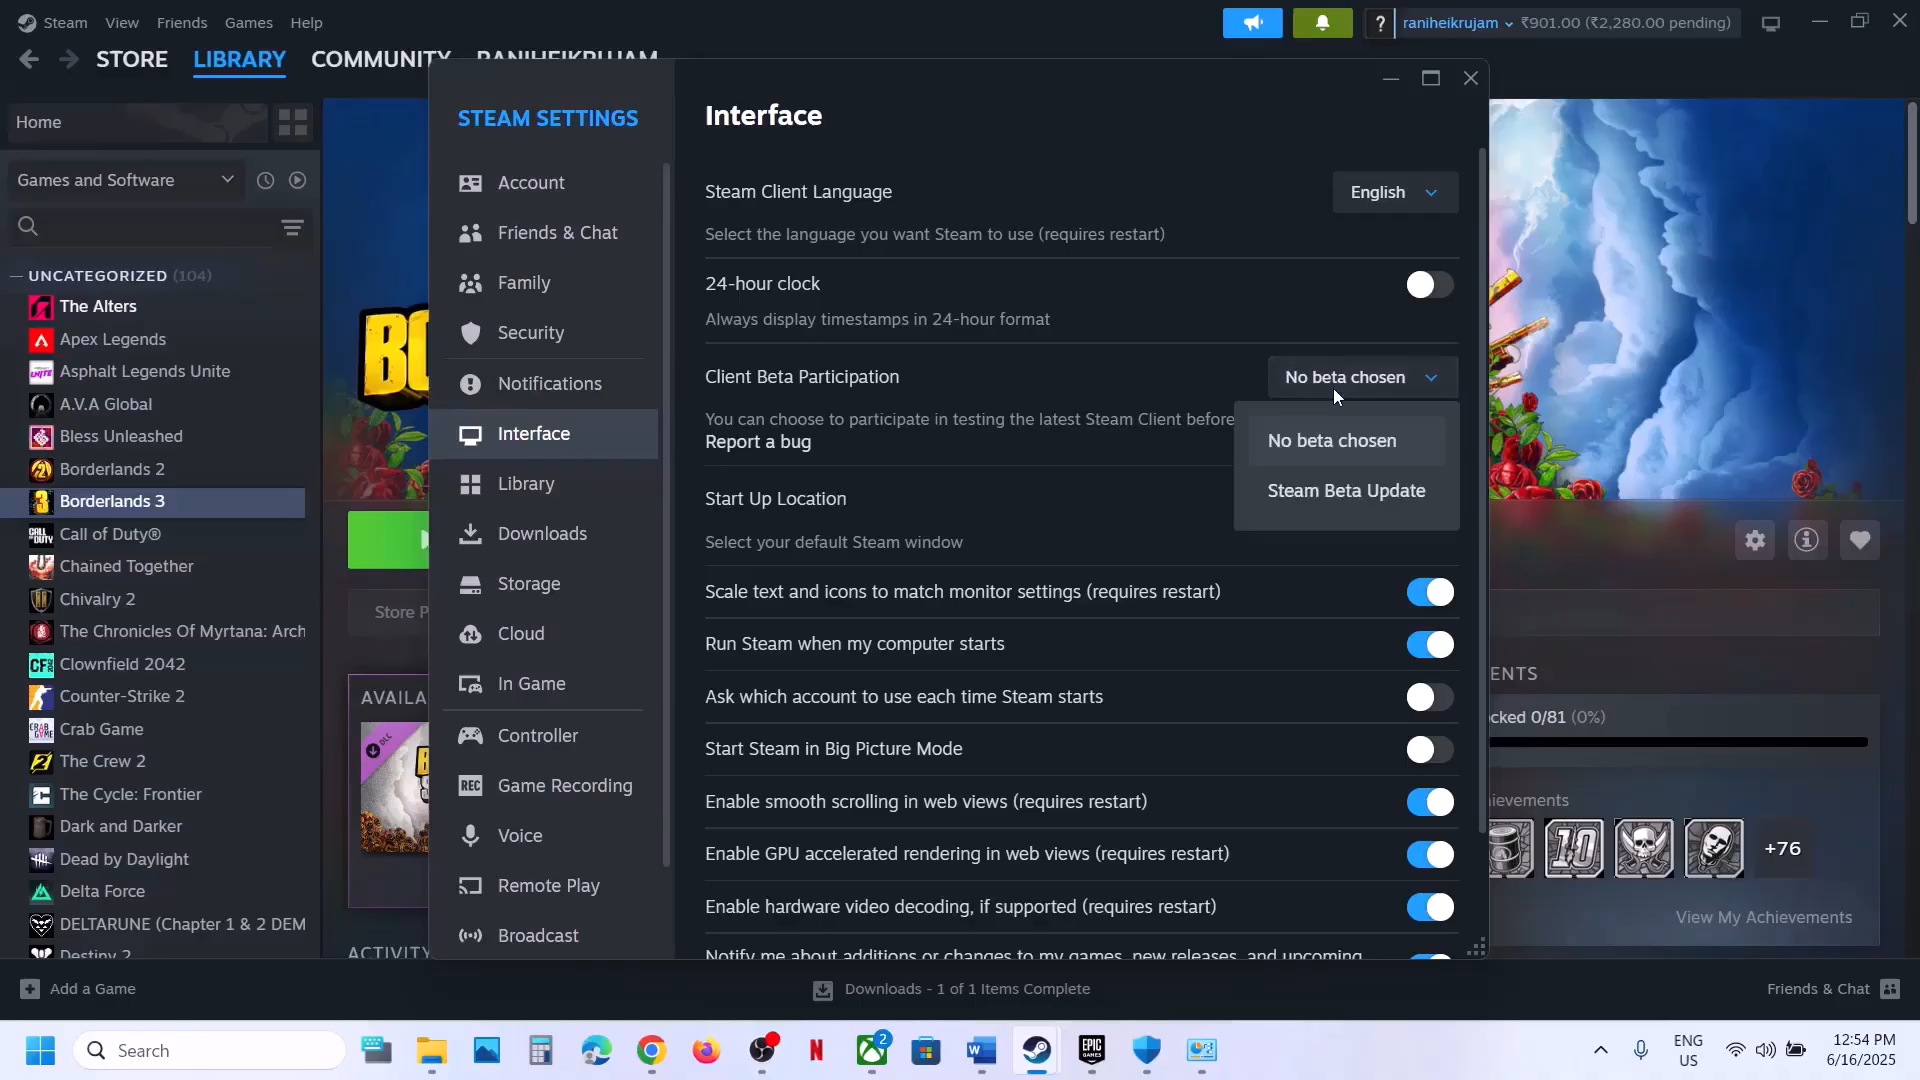 Steam View Friends Games Help
raniheikrujam ₹901.00 (₹2,280.00 pending)
STORE LIBRARY COMMUNITY RANIHEIKRUJAM
Home
Games and Software
UNCATEGORIZED (104)
The Alters
Apex Legends
Asphalt Legends Unite
A.V.A Global
Bless Unleashed
Borderlands 2
Borderlands 3
Call of Duty®
Chained Together
Chivalry 2
The Chronicles Of Myrtana: Arch
Clownfield 2042
Counter-Strike 2
Crab Game
The Crew 2
The Cycle: Frontier
Dark and Darker
Dead by Daylight
Delta Force
DELTARUNE (Chapter 1 & 2 DEM
Destiny 2
STEAM SETTINGS
Account
Friends & Chat
Family
Security
Notifications
Interface
Library
Downloads
Storage
Cloud
In Game
Controller
REC Game Recording
Voice
Remote Play
Broadcast
Interface
Steam Client Language English
Select the language you want Steam to use (requires restart)
24-hour clock
Always display timestamps in 24-hour format
Client Beta Participation No beta chosen
You can choose to participate in testing the latest Steam Client before
Report a bug
No beta chosen
Steam Beta Update
Start Up Location
Select your default Steam window
Scale text and icons to match monitor settings (requires restart)
Run Steam when my computer starts
Ask which account to use each time Steam starts
Start Steam in Big Picture Mode
Enable smooth scrolling in web views (requires restart)
Enable GPU accelerated rendering in web views (requires restart)
Enable hardware video decoding, if supported (requires restart)
Notify me about additions or changes to my games, new releases, and upcoming
BO
Store P
AVAILA
DLC
ACTIVITY
ENTS
cked 0/81 (0%)
ievements
10
+76
View My Achievements
Add a Game
Downloads - 1 of 1 Items Complete
Friends & Chat
Search
2
ENG
US
12:54 PM
6/16/2025